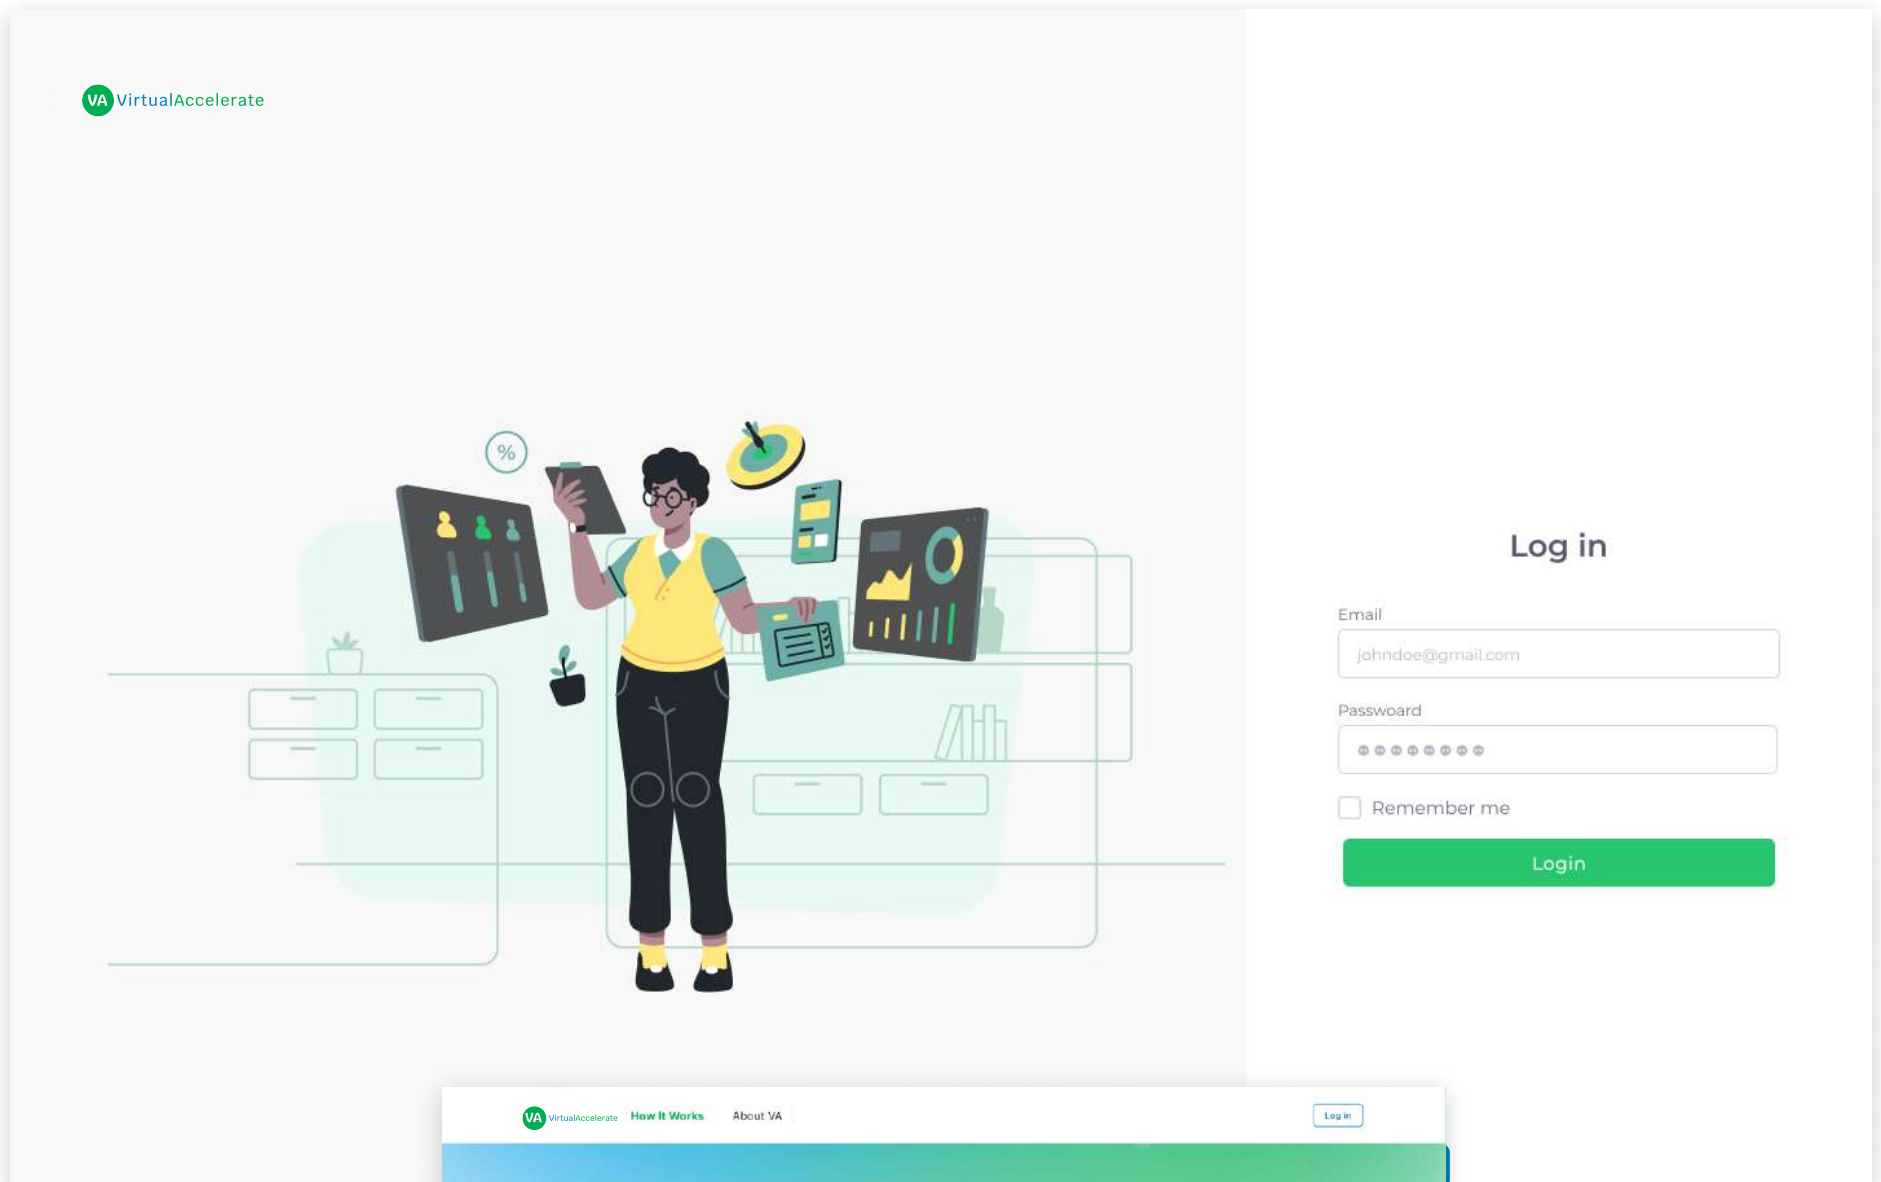 VA VirtualAccelerate
%
Log in
Email
johndoe@gmail.com
Passwoard
Remember me
Login
VA VirtualAccelerate How It Works About VA Log in